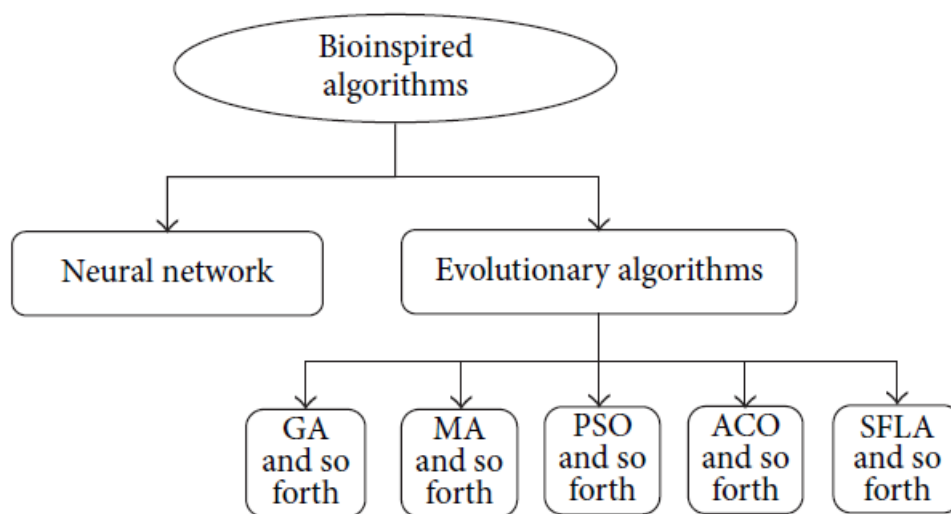 Bioinspired
algorithms
Neural network
Evolutionary algorithms
GA
and so
forth
MA
and so
forth
PSO
and so
forth
ACO
and so
forth
SFLA
and so
forth